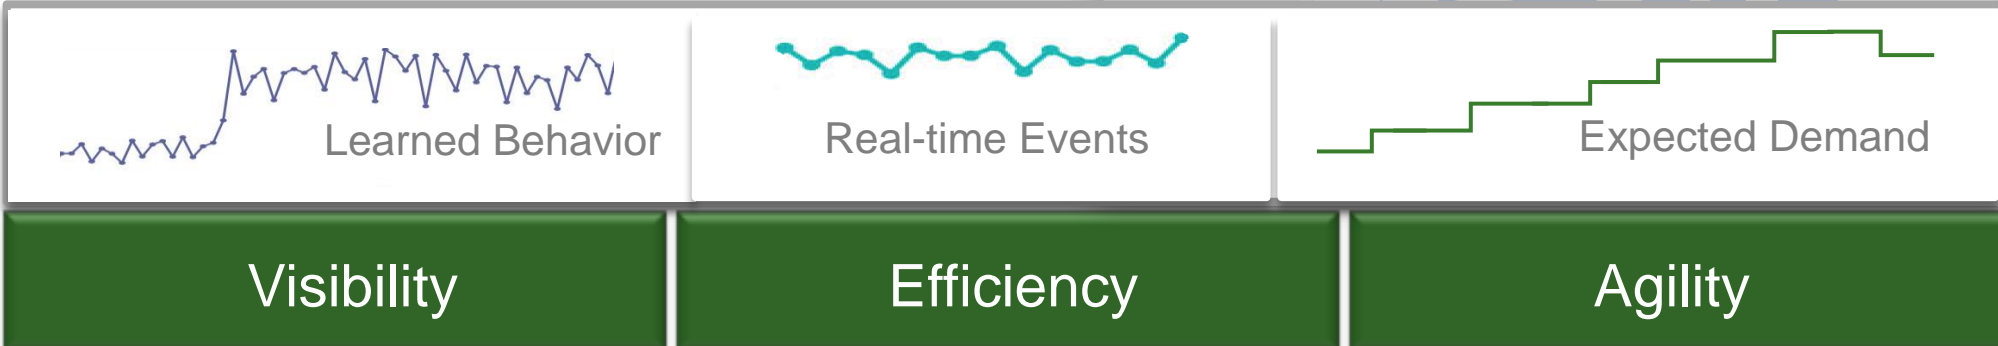 Learned Behavior
Real-time Events
Expected Demand
Visibility
Efficiency
Agility